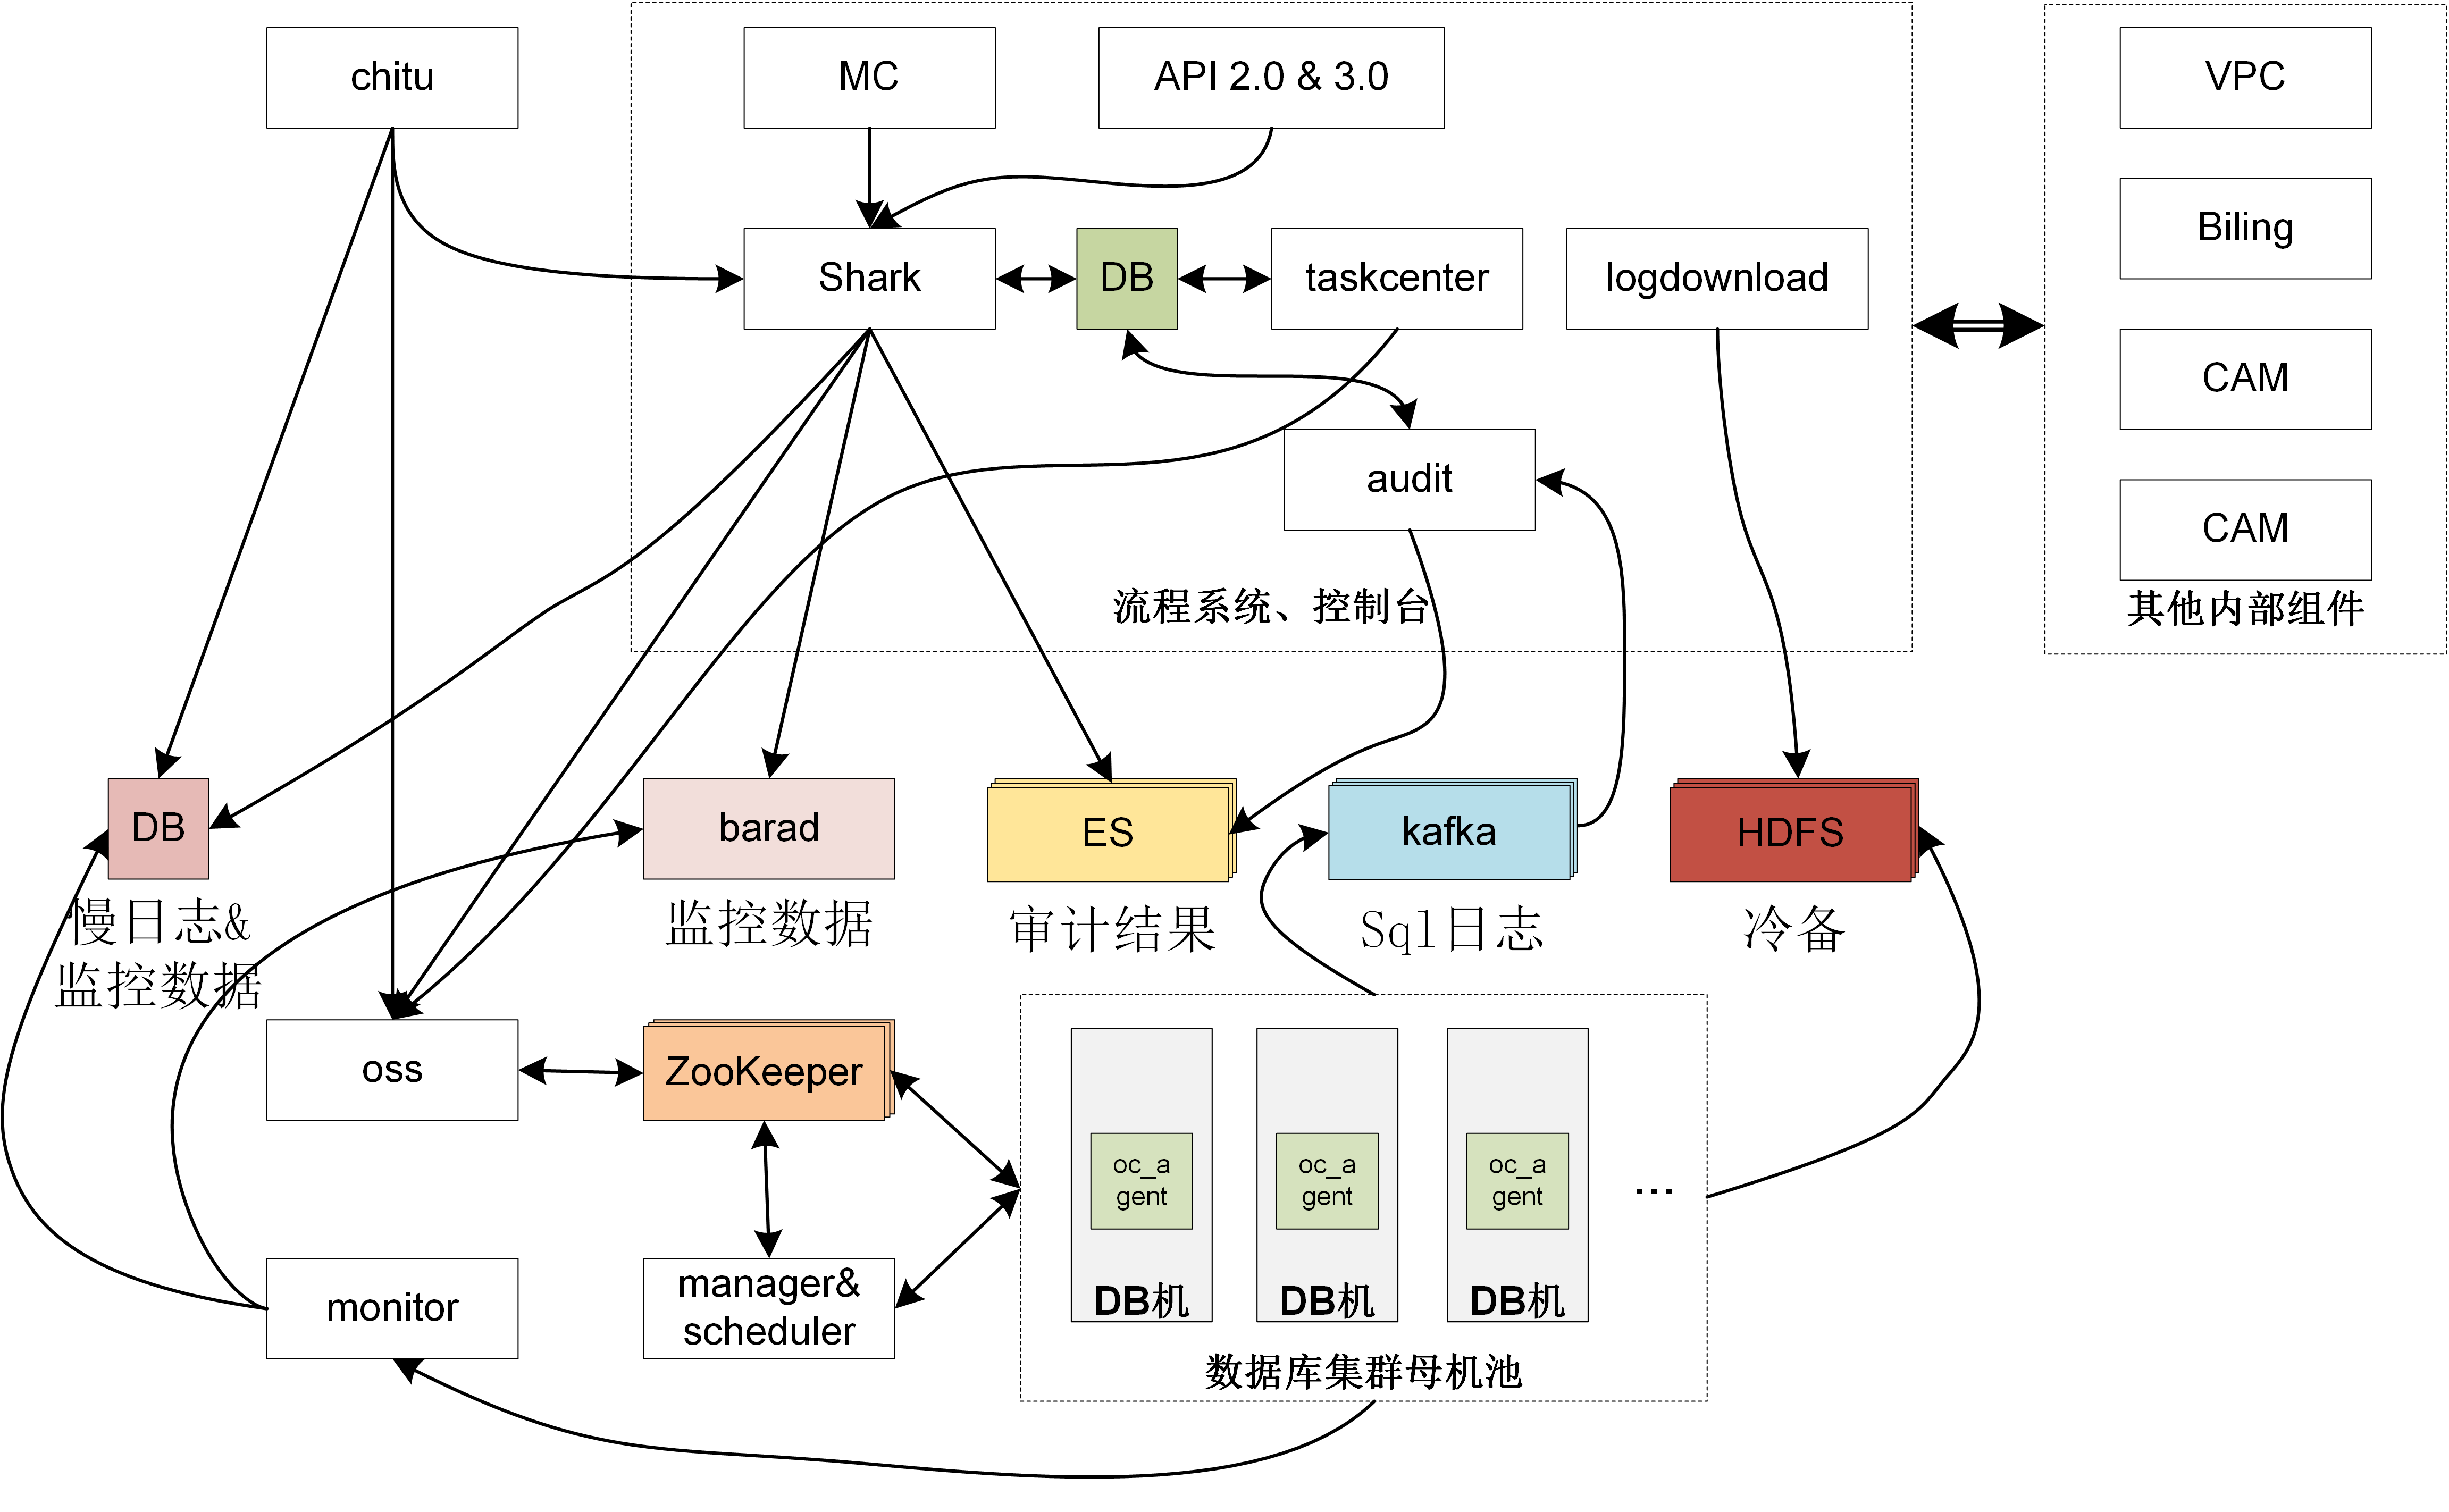 chitu
MC
API 2.0 & 3.0
VPC
Shark
DB
taskcenter
logdownload
Biling
CAM
audit
CAM
流程系统、控制台
其他内部组件
DB
barad
ES
kafka
HDFS
慢日志&
监控数据
监控数据
审计结果
Sql日志
冷备
oss
ZooKeeper
oc_a
gent
oc_a
gent
oc_a
gent
...
DB机
DB机
DB机
monitor
manager&
scheduler
数据库集群母机池